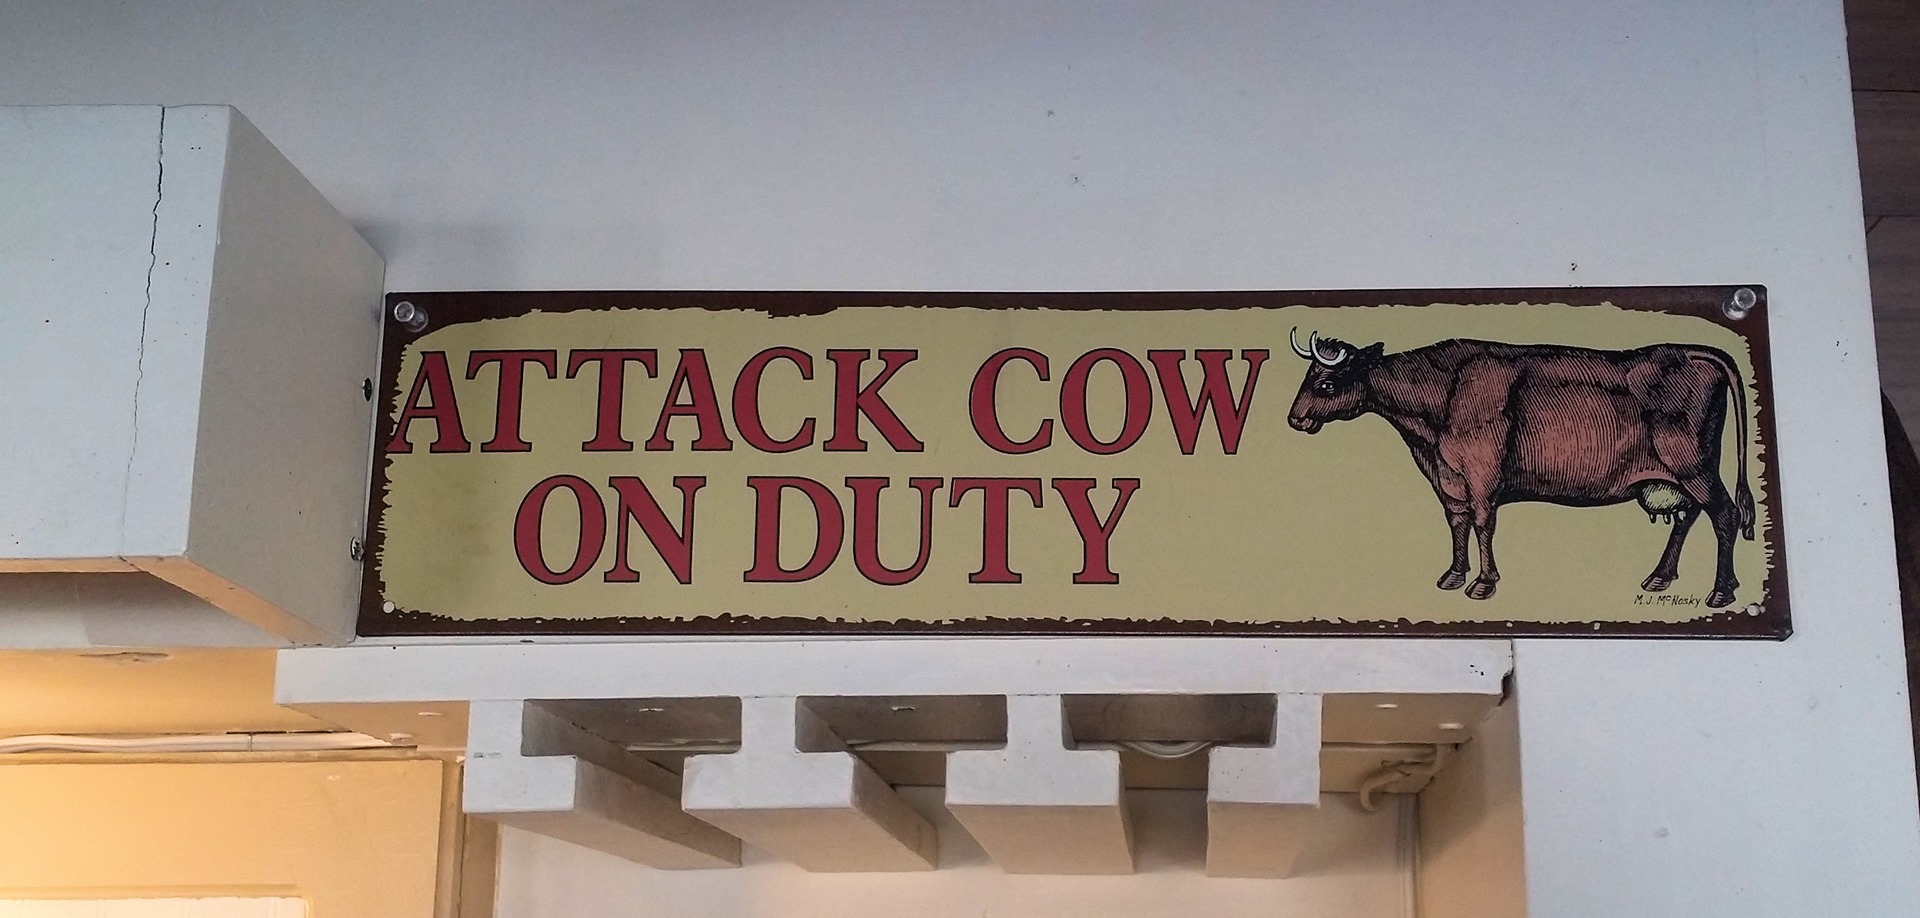 ATTACK COW
ON DUTY
M. J. McNosky